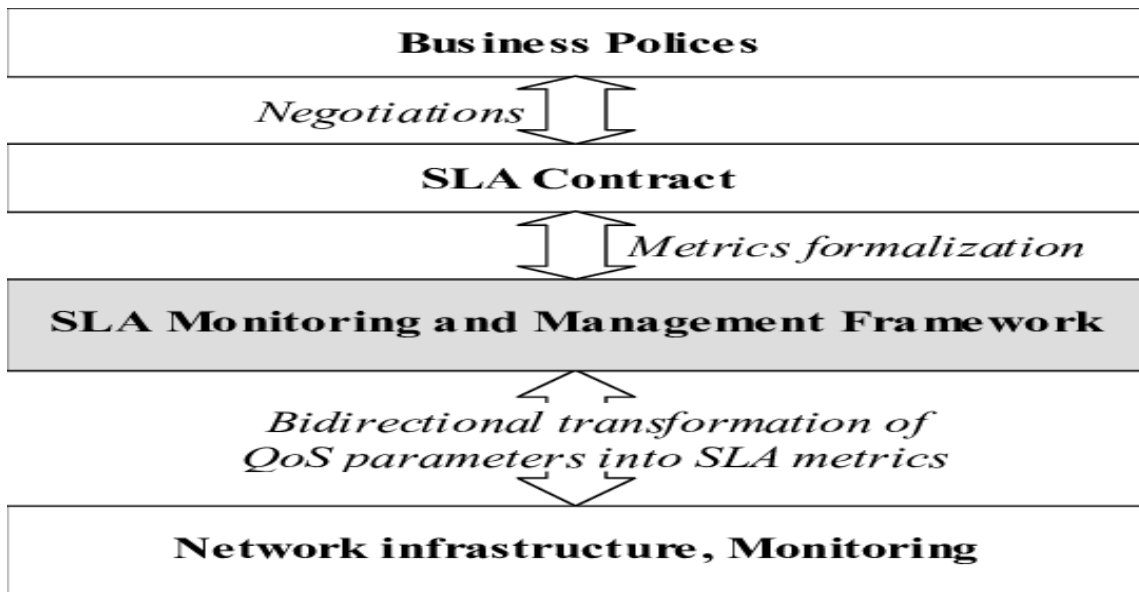 Business Polices
Negotiations
SLA Contract
Metrics formalization
SLA Monitoring and Management Framework
Bidirectional transformation of
QoS parameters into SLA metrics
Network infrastructure, Monitoring